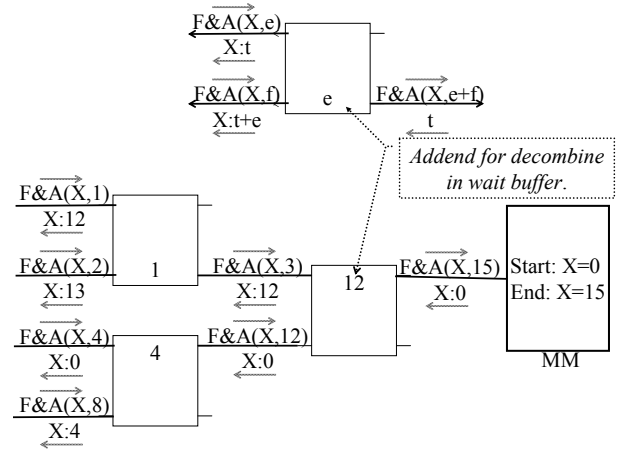 F&A(X,e)
X:t
F&A(X,f)
e
F&A(X,e+f)
X:t+e
t
Addend for decombine
in wait buffer.
F&A(X,1)
X:12
F&A(X,2)
1
F&A(X,3)
12
F&A(X,15)
Start: X=0
X:13
X:12
X:0
End: X=15
F&A(X,4)
4
F&A(X,12)
X:0
X:0
MM
F&A(X,8)
X:4